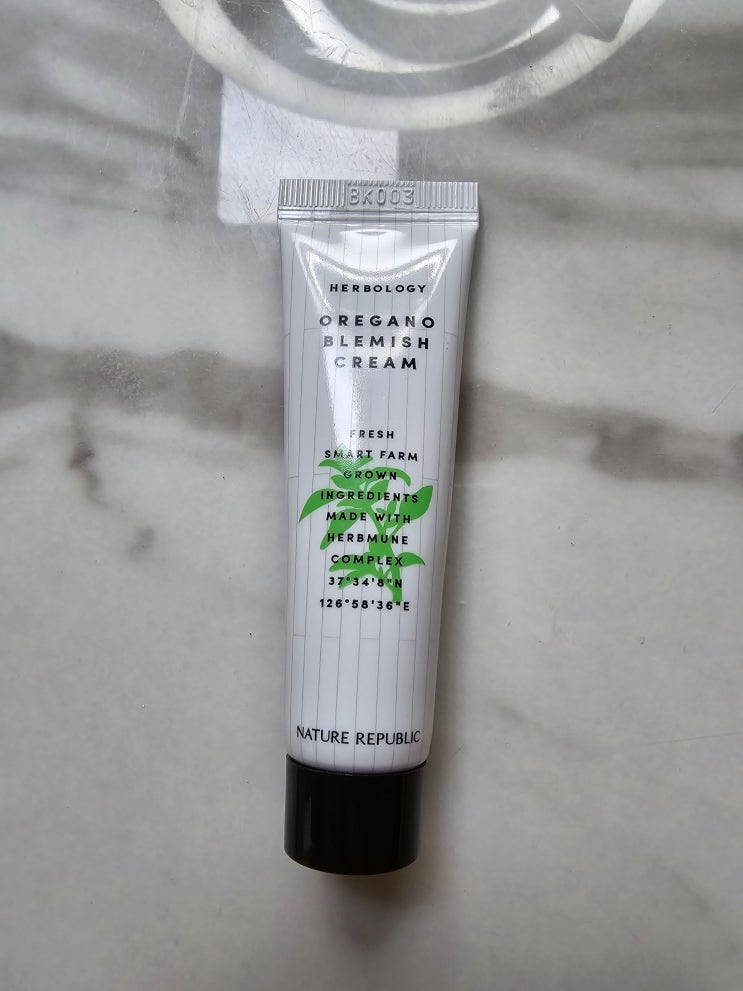 BK003
HERBOLOGY
OREGANO
BLEMISH
CREAM
FRESH
SMART FARM
GROWN
INGREDIENTS
MADE WITH
HERBMUNE
COMPLEX
37°34'8"N
126°58'36"E
NATURE REPUBLIC